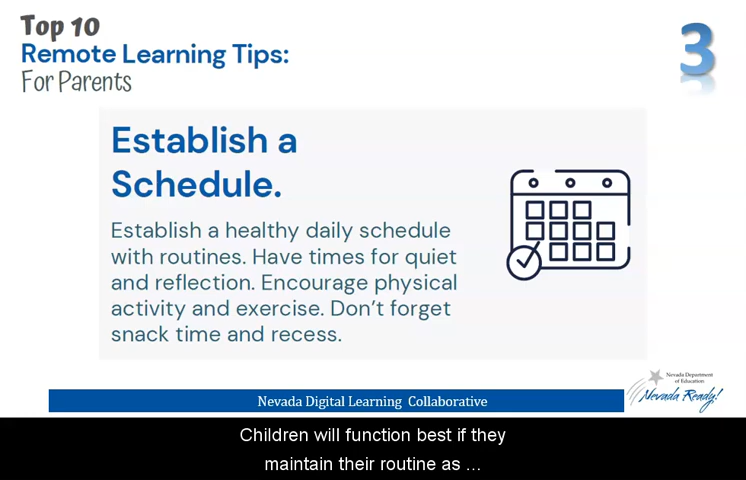 Top 10
Remote Learning Tips:
For Parents
3
Establish a
Schedule.
Establish a healthy daily schedule
with routines. Have times for quiet
and reflection. Encourage physical
activity and exercise. Don't forget
snack time and recess.
Nevada Digital Learning Collaborative
Nevada Department
of Education
Nevada Ready!
Children will function best if they
maintain their routine as ...